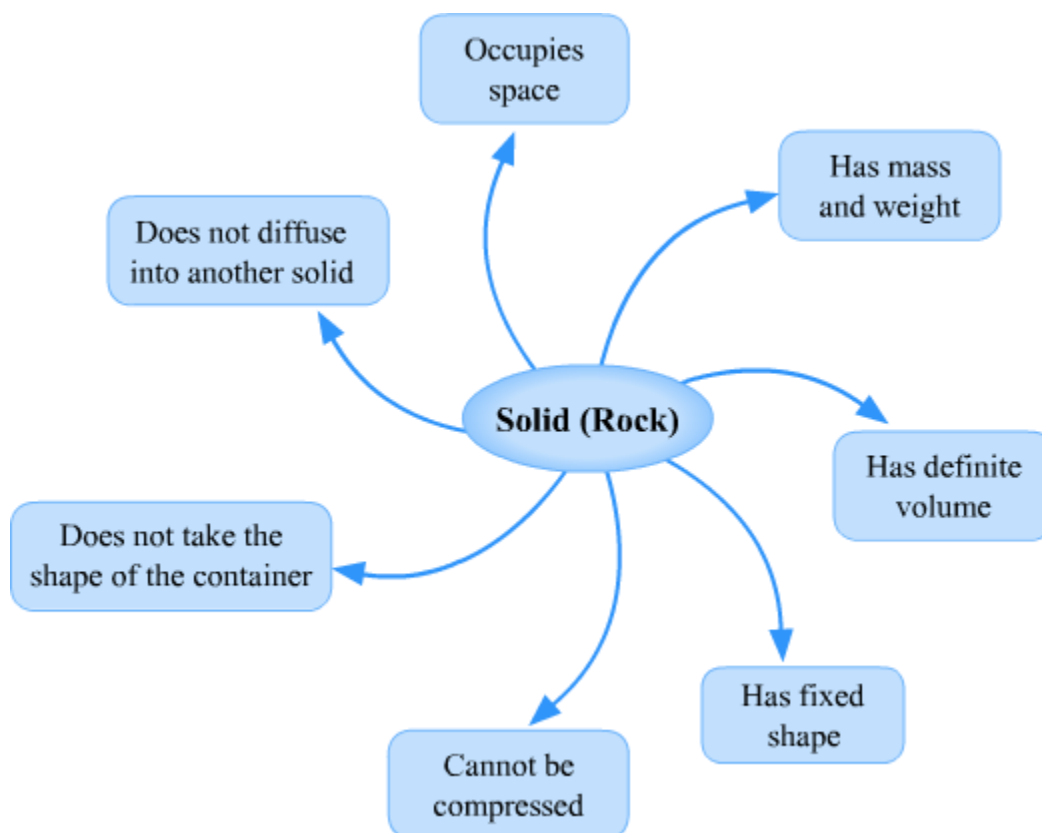 Occupies
space
Has mass
and weight
Does not diffuse
into another solid
Solid (Rock)
Has definite
volume
Does not take the
shape of the container
Has fixed
shape
Cannot be
compressed